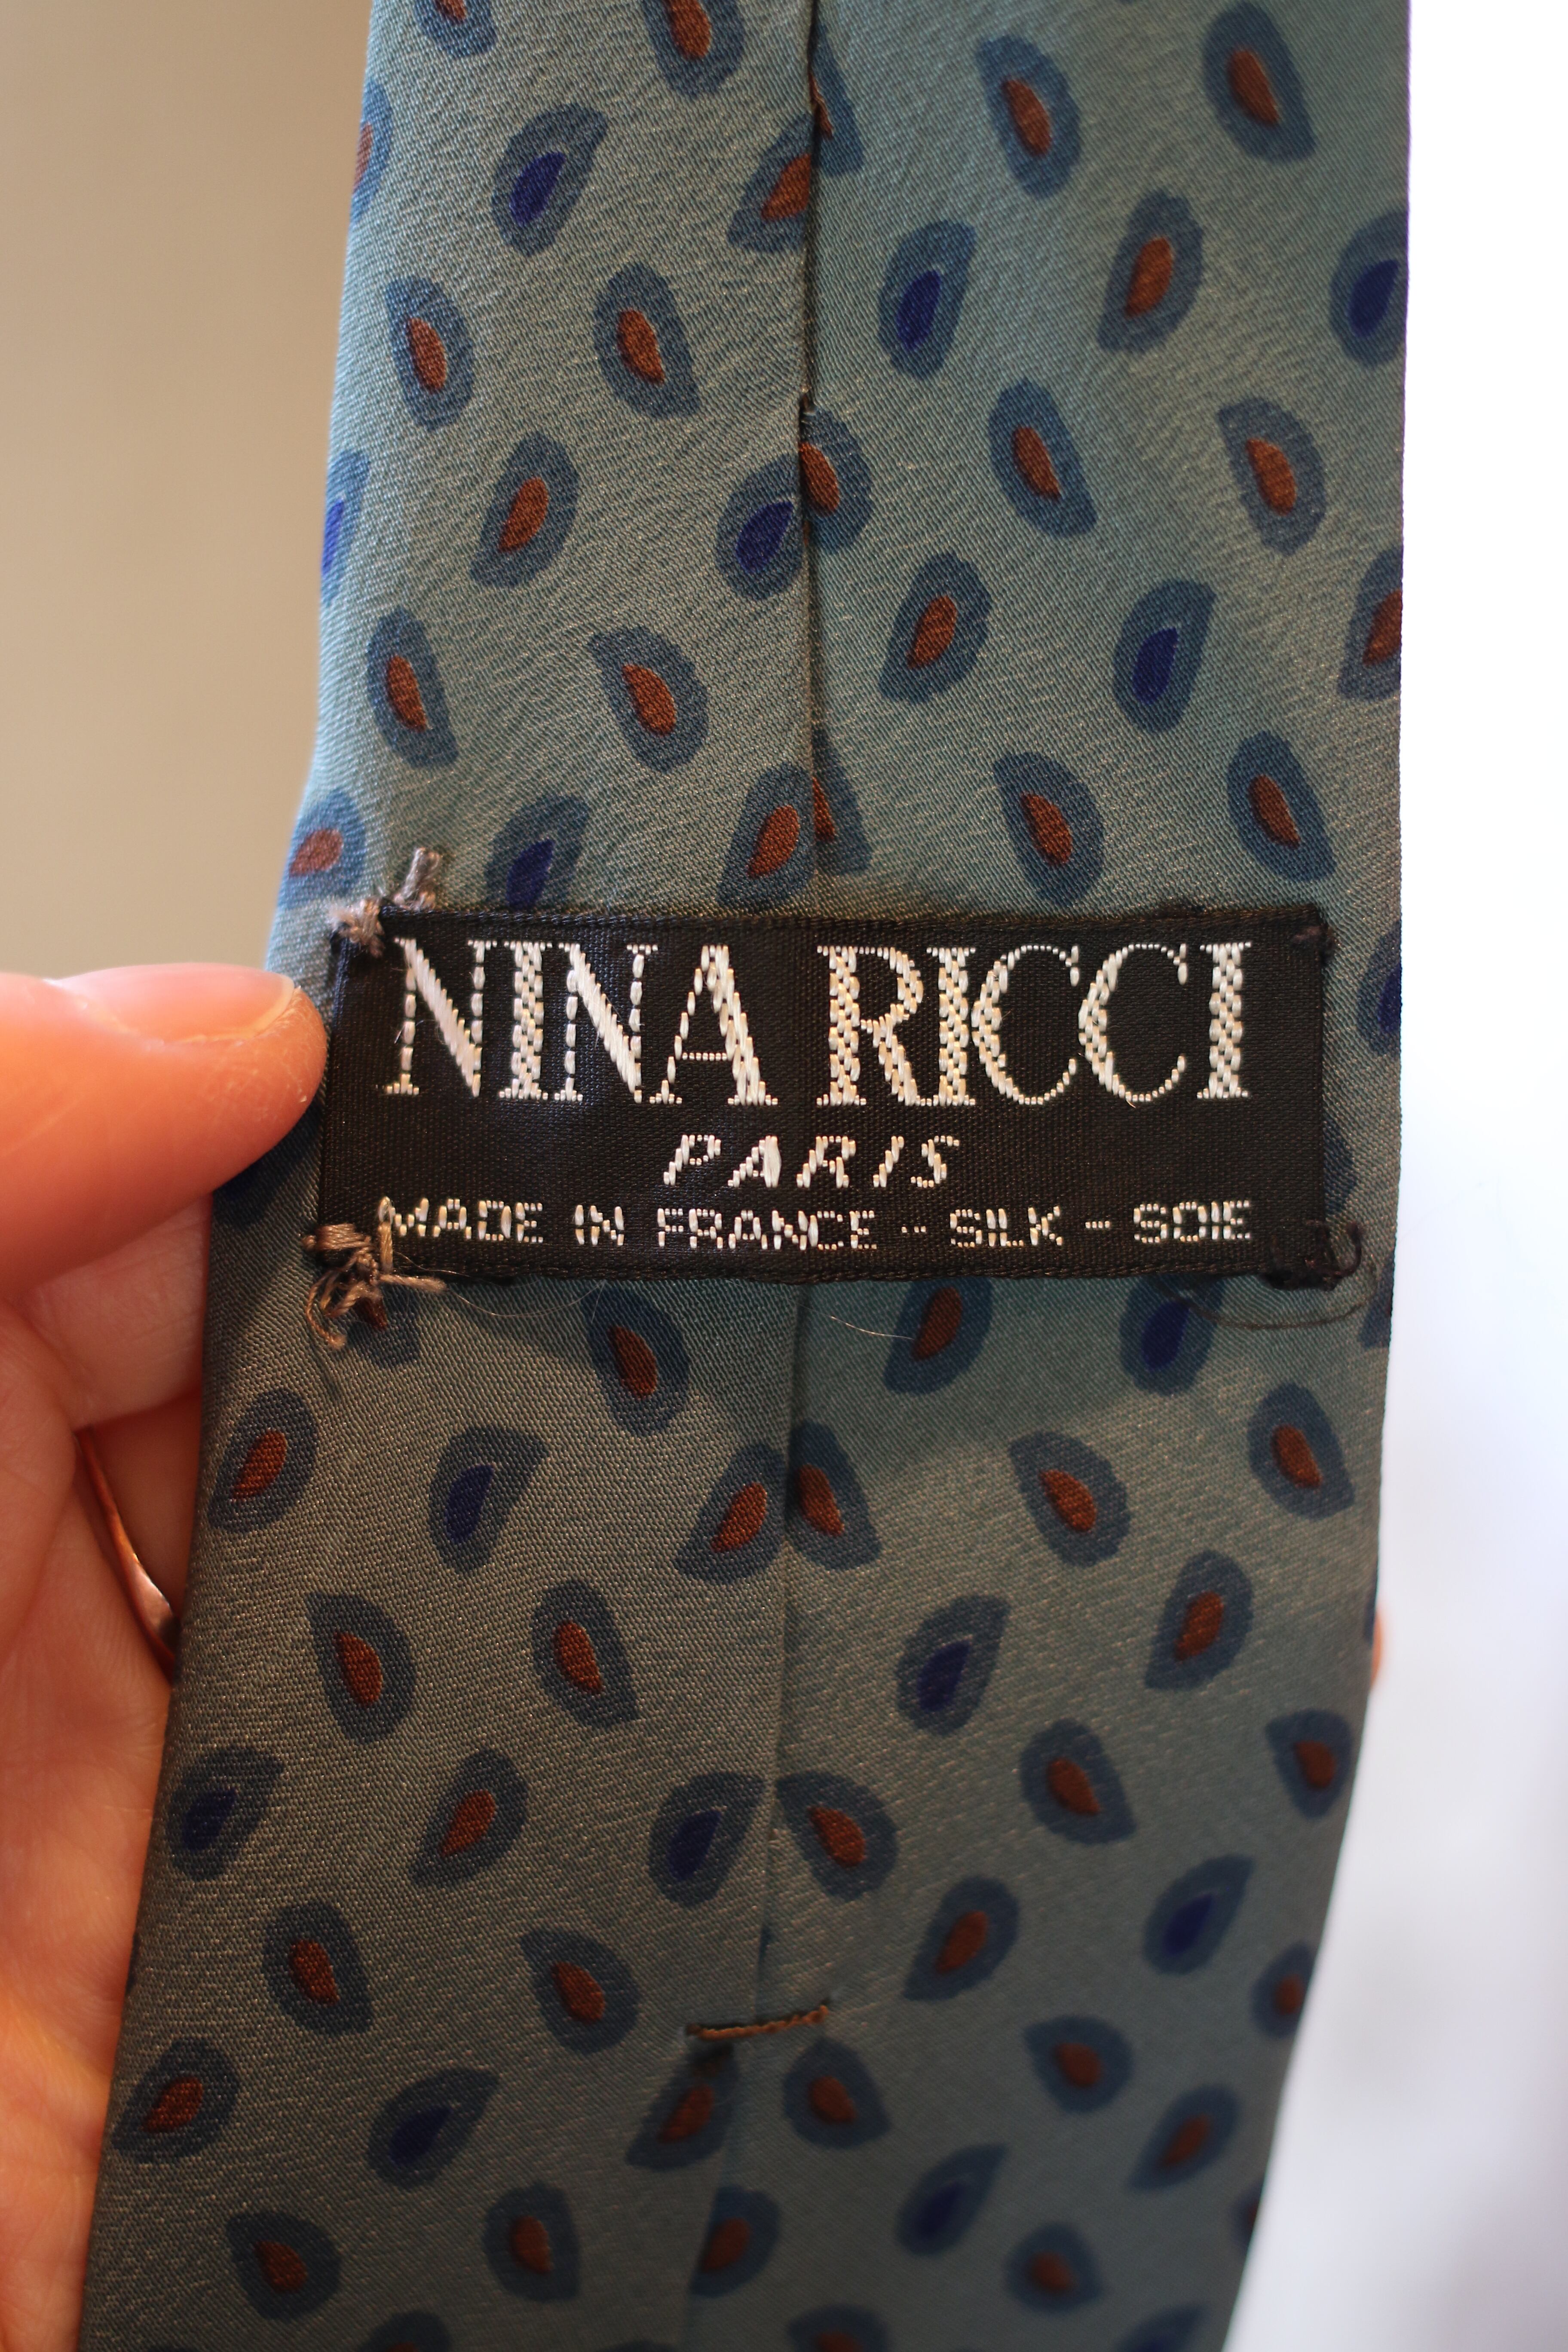 NINA RICCI
PARIS
MADE IN FRANCE - SILK - SOIE